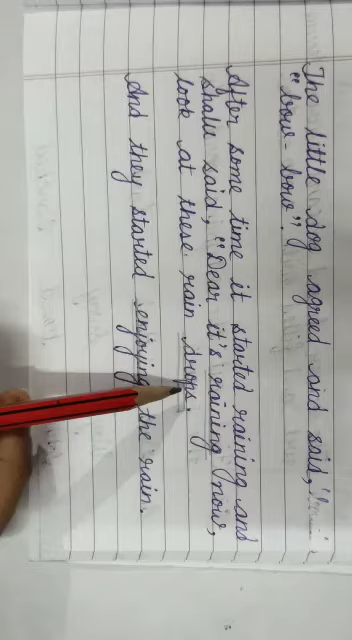 The little dog agreed and said,
"bow-bow".
After some time it started raining and
shalu said, "Dear it's raining now,
look at these rain drops.
And they started enjoying the rain.